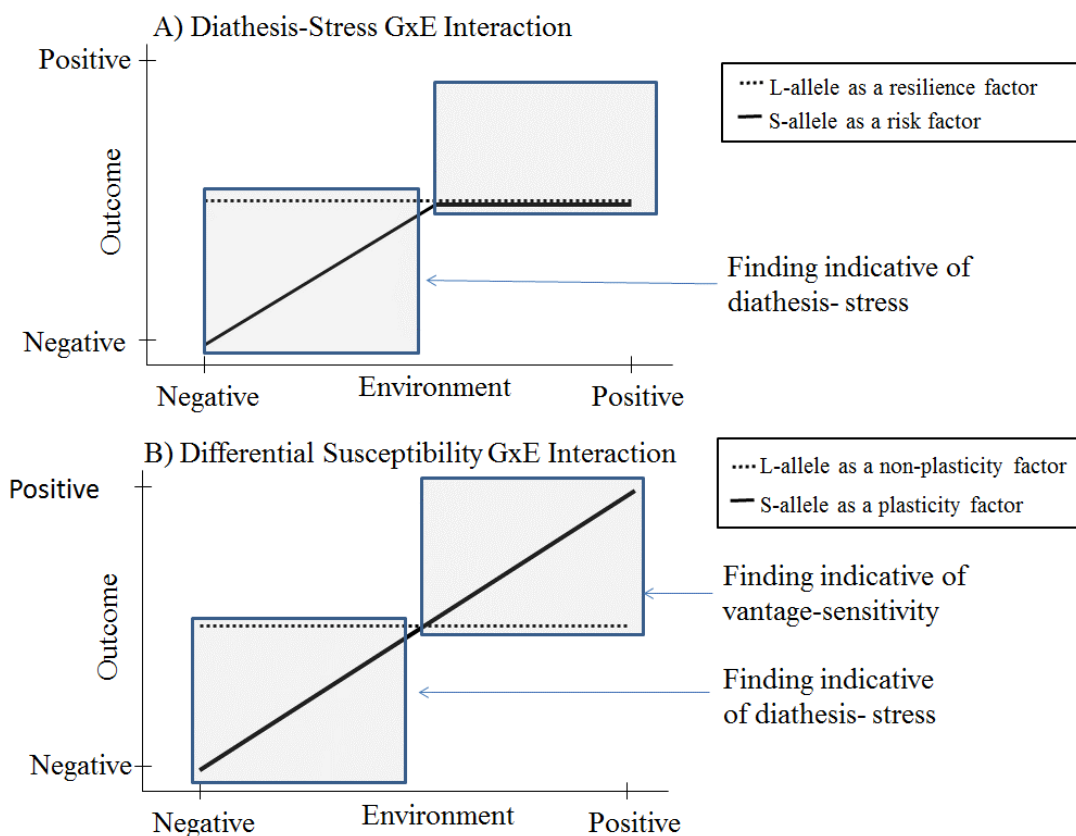 A) Diathesis-Stress GxE Interaction
Positive
Outcome
Negative
Negative
Environment
Positive
L-allele as a resilience factor
S-allele as a risk factor
Finding indicative of
diathesis- stress
B) Differential Susceptibility GxE Interaction
Positive
Outcome
Negative
Negative
Environment
Positive
L-allele as a non-plasticity factor
S-allele as a plasticity factor
Finding indicative of
vantage-sensitivity
Finding indicative
of diathesis- stress